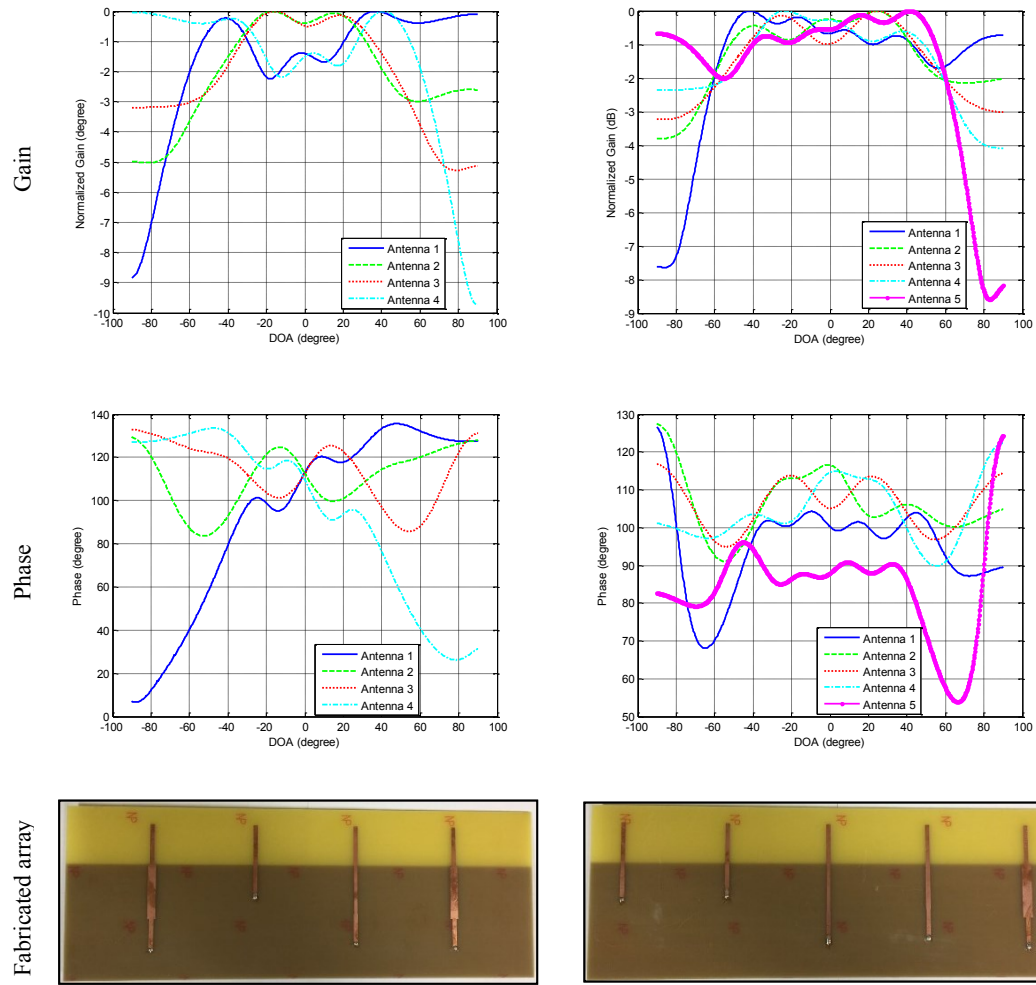 Gain
Normalized Gain (degree)
0
-1
-2
-3
-4
-5
-6
-7
-8
-9
-10
-100 -80 -60 -40 -20 0 20 40 60 80 100
DOA (degree)
Antenna 1
Antenna 2
Antenna 3
Antenna 4
Normalized Gain (dB)
0
-1
-2
-3
-4
-5
-6
-7
-8
-9
-100 -80 -60 -40 -20 0 20 40 60 80 100
DOA (degree)
Antenna 1
Antenna 2
Antenna 3
Antenna 4
Antenna 5
Phase
Phase (degree)
140
120
100
80
60
40
20
0
-100 -80 -60 -40 -20 0 20 40 60 80 100
DOA (degree)
Antenna 1
Antenna 2
Antenna 3
Antenna 4
Phase (degree)
130
120
110
100
90
80
70
60
50
-100 -80 -60 -40 -20 0 20 40 60 80 100
DOA (degree)
Antenna 1
Antenna 2
Antenna 3
Antenna 4
Antenna 5
Fabricated array